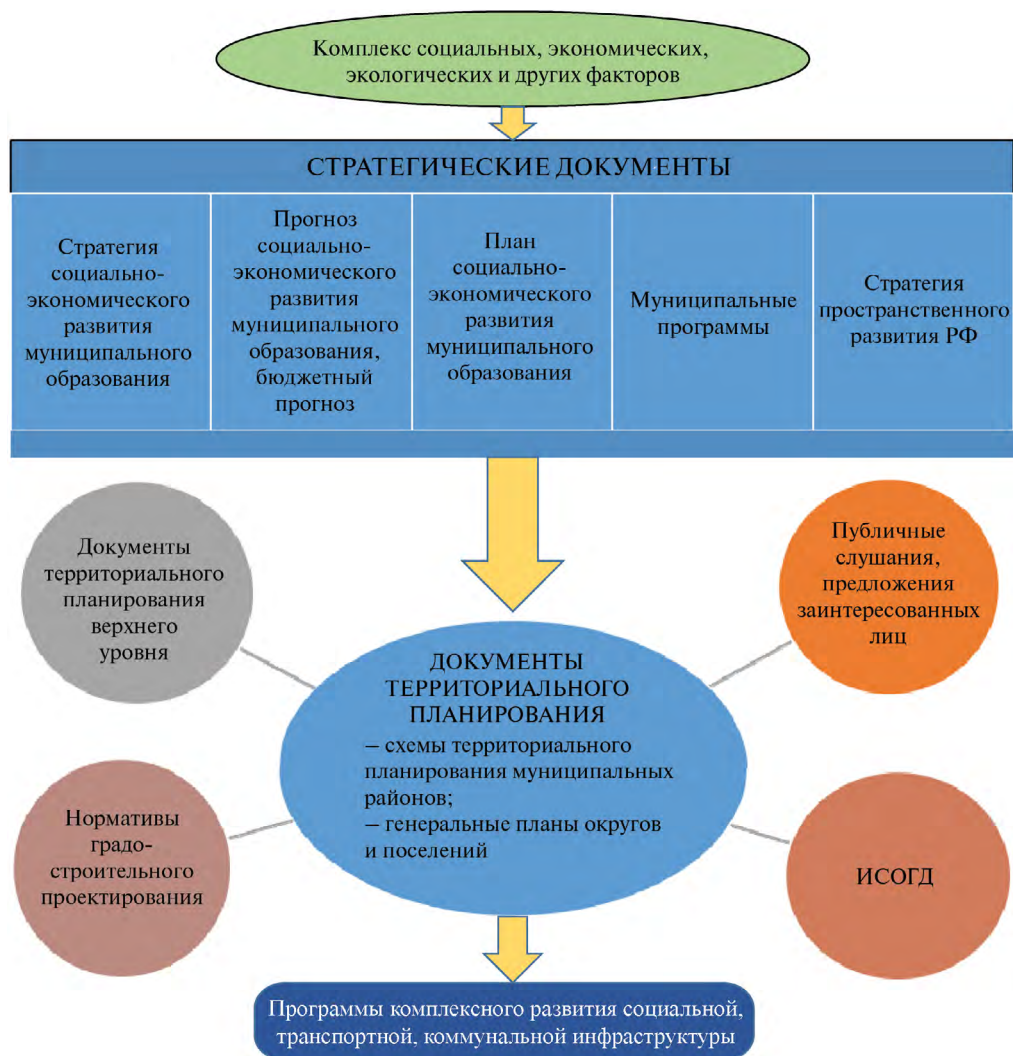 Комплекс социальных, экономических,
экологических и других факторов
СТРАТЕГИЧЕСКИЕ ДОКУМЕНТЫ
Стратегия
социально-
экономического
развития
муниципального
образования
Прогноз
социально-
экономического
развития
муниципального
образования,
бюджетный
прогноз
План
социально-
экономического
развития
муниципального
образования
Муниципальные
программы
Стратегия
пространственного
развития РФ
Документы
территориального
планирования
верхнего
уровня
Публичные
слушания,
предложения
заинтересованных
лиц
ДОКУМЕНТЫ
ТЕРРИТОРИАЛЬНОГО
ПЛАНИРОВАНИЯ
– схемы территориального
планирования муниципальных
районов;
– генеральные планы округов
и поселений
Нормативы
градо-
строительного
проектирования
ИСОГД
Программы комплексного развития социальной,
транспортной, коммунальной инфраструктуры